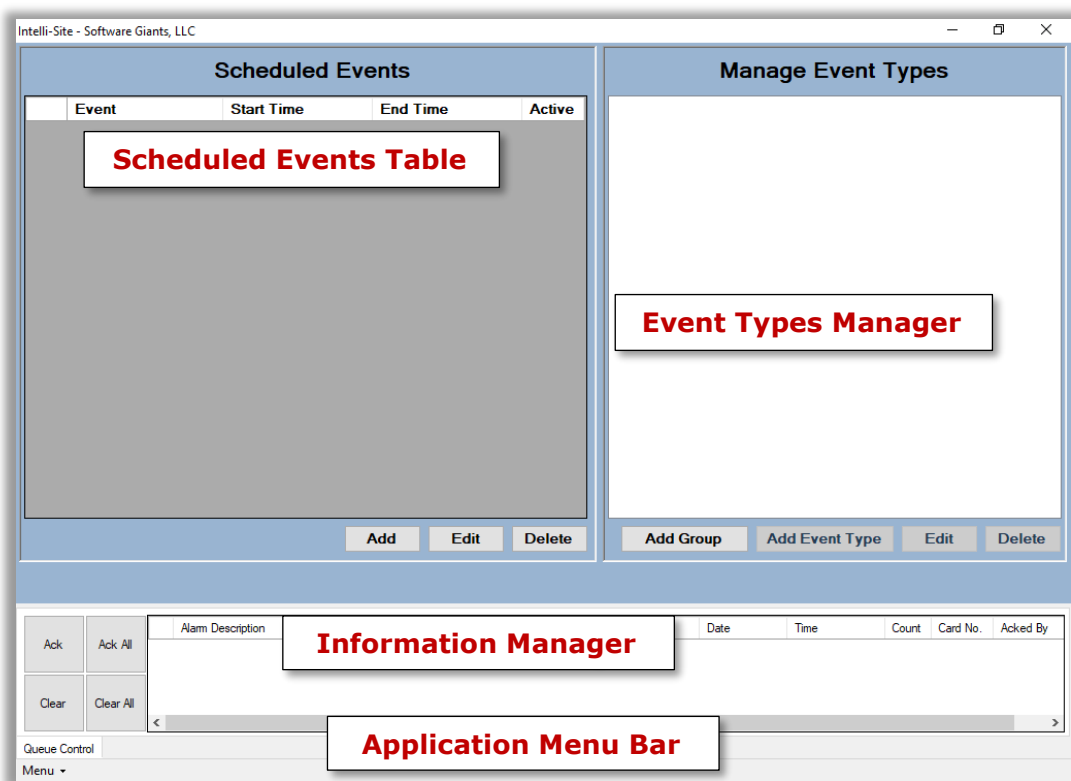 Intelli-Site - Software Giants, LLC
Scheduled Events
Event Start Time End Time Active
Scheduled Events Table
Add Edit Delete
Manage Event Types
Event Types Manager
Add Group Add Event Type Edit Delete
Ack Ack All
Clear Clear All
Alarm Description Date Time Count Card No. Acked By
Information Manager
Queue Control
Application Menu Bar
Menu